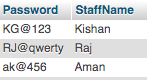 Password StaffName
KG@123 Kishan
RJ@qwerty Raj
ak@456 Aman